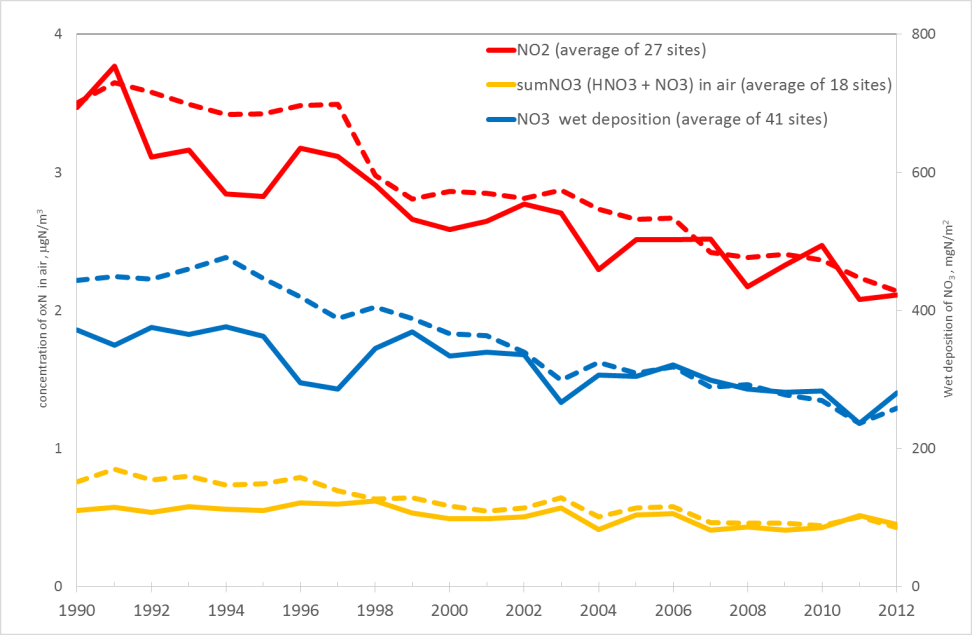 4 800
NO2 (average of 27 sites)
sumNO3 (HNO3 + NO3) in air (average of 18 sites)
NO3  wet deposition (average of 41 sites)
3 600
concentration of oxN  in air , µgN/m³
2 400
Wet deposition of NO₃ , mgN/m²
1 200
0 0
1990 1992 1994 1996 1998 2000 2002 2004 2006 2008 2010 2012